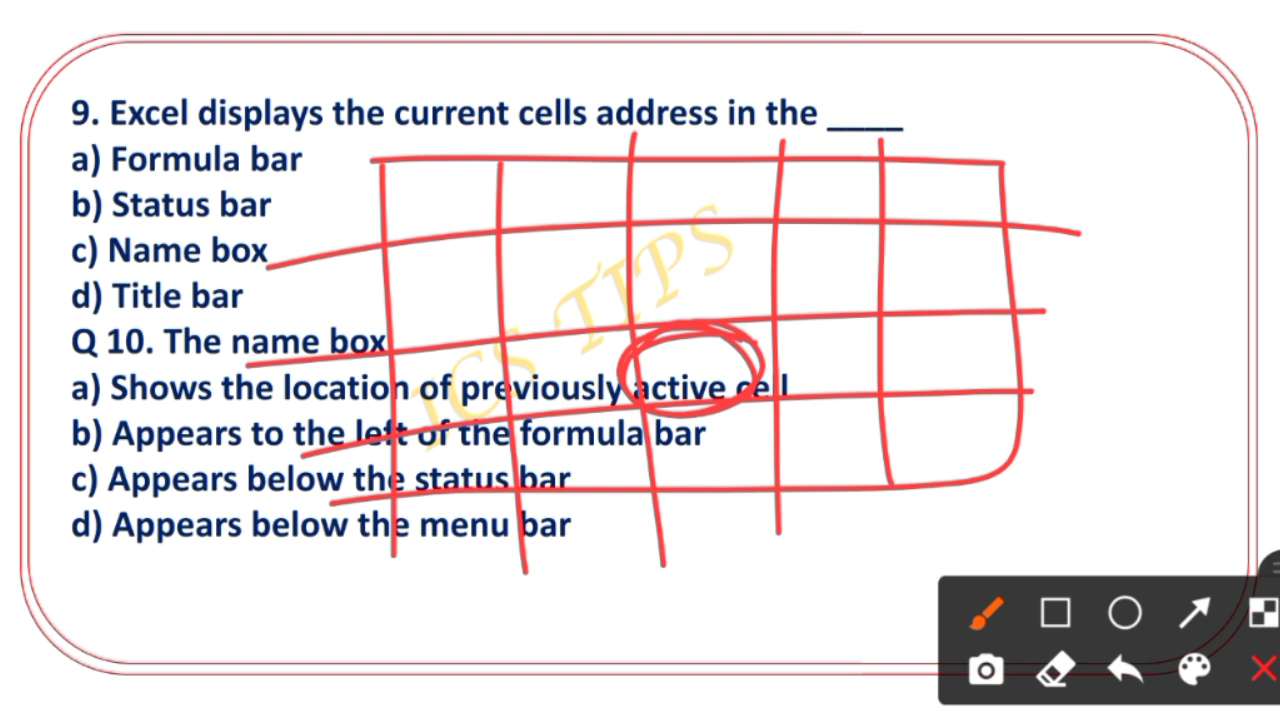 9. Excel displays the current cells address in the ____
a) Formula bar
b) Status bar
c) Name box
d) Title bar
Q 10. The name box
a) Shows the location of previously active cell
b) Appears to the left of the formula bar
c) Appears below the status bar
d) Appears below the menu bar
JCS TIPS